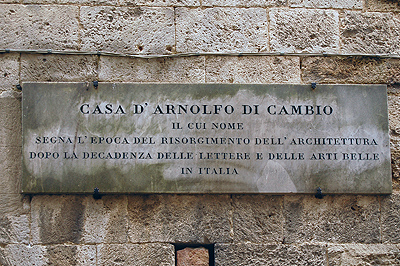 CASA D'ARNOLFO DI CAMBIO
IL CUI NOME
SEGNA L'EPOCA DEL RISORGIMENTO DELL'ARCHITETTURA
DOPO LA DECADENZA DELLE LETTERE E DELLE ARTI BELLE
IN ITALIA